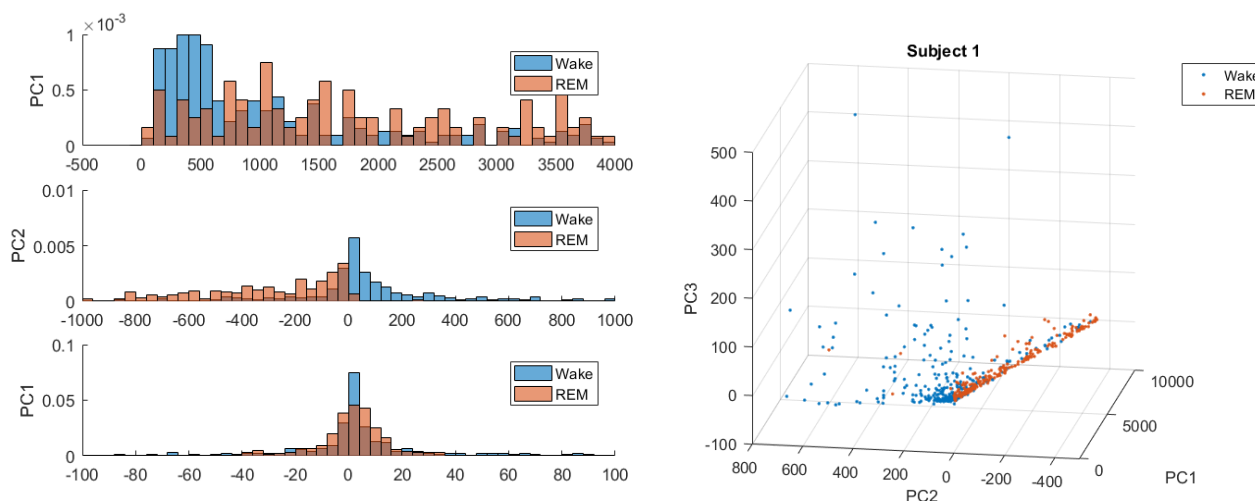 ×10-3
1
0.5
0
PC1
Wake
REM
-500 0 500 1000 1500 2000 2500 3000 3500 4000
0.01
0.005
0
PC2
Wake
REM
-1000 -800 -600 -400 -200 0 200 400 600 800 1000
0.1
0.05
0
PC1
Wake
REM
-100 -80 -60 -40 -20 0 20 40 60 80 100
Subject 1
Wake
REM
500
400
300
200
100
0
-100
PC3
800 600 400 200 0 -200 -400
PC2
10000
5000
0
PC1